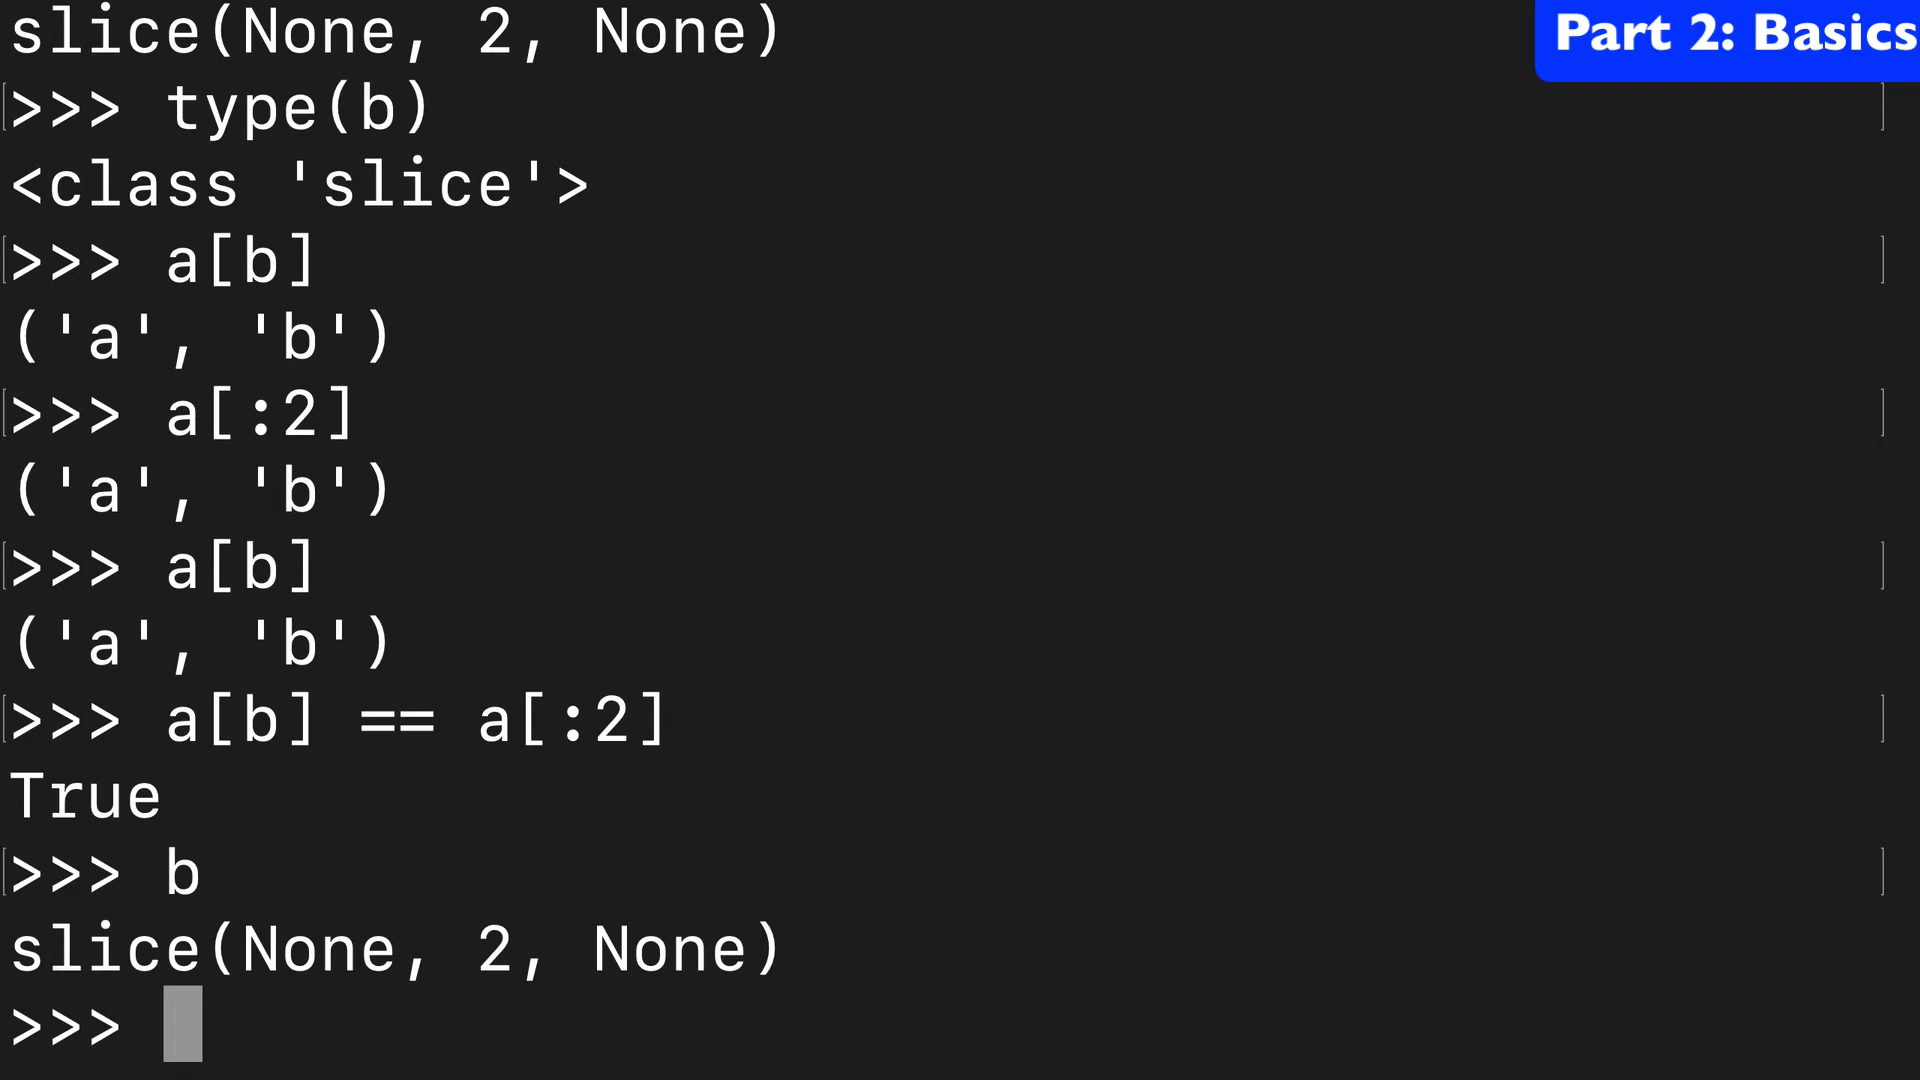 slice(None, 2, None)
Part 2: Basics
>>> type(b)
<class 'slice'>
>>> a[b]
('a', 'b')
>>> a[:2]
('a', 'b')
>>> a[b]
('a', 'b')
>>> a[b] == a[:2]
True
>>> b
slice(None, 2, None)
>>>